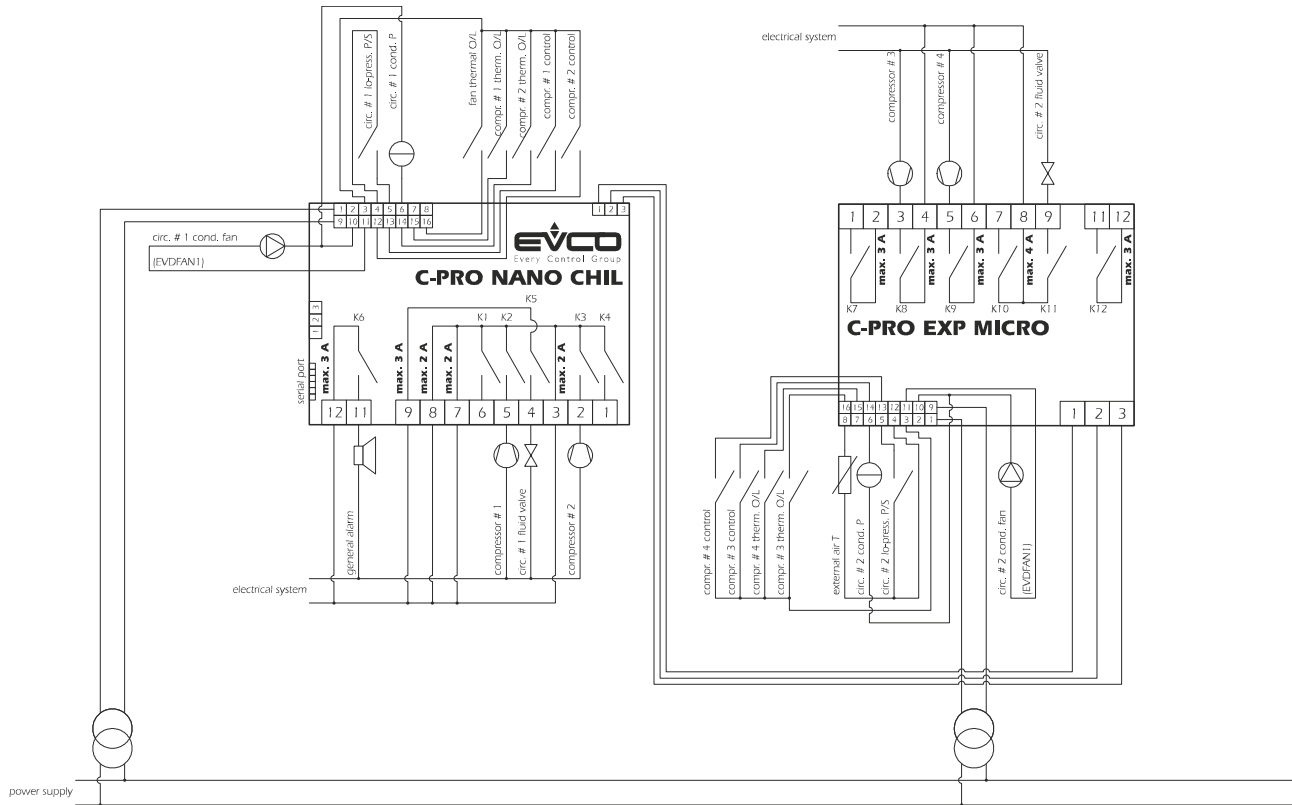 electrical system
circ. # 1 lo-press. P/S
circ. # 1 cond. P
fan thermal O/L
compr. # 1 therm. O/L
compr. # 2 therm. O/L
compr. # 1 control
compr. # 2 control
compressor # 3
compressor # 4
circ. # 2 fluid valve
1 2 3 4 5 6 7 8
9 10 11 12 13 14 15 16
1 2 3
1 2 3 4 5 6 7 8 9 11 12
circ. # 1 cond. fan
(EVDFAN1)
EVCO
Every Control Group
C-PRO NANO CHIL
max. 3 A
max. 3 A
max. 3 A
max. 4 A
max. 3 A
K7
K8
K9
K10
K11
K12
C-PRO EXP MICRO
3
2
1
serial port
K6
K1
K2
K5
K3
K4
max. 3 A
max. 3 A
max. 2 A
max. 2 A
max. 2 A
12 11 9 8 7 6 5 4 3 2 1
16 15 14 13 12 11 10 9
8 7 6 5 4 3 2 1
1 2 3
general alarm
compressor # 1
circ. # 1 fluid valve
compressor # 2
electrical system
compr. # 4 control
compr. # 3 control
compr. # 4 therm. O/L
compr. # 3 therm. O/L
external air T
circ. # 2 cond. P
circ. # 2 lo-press. P/S
circ. # 2 cond. fan
(EVDFAN1)
power supply